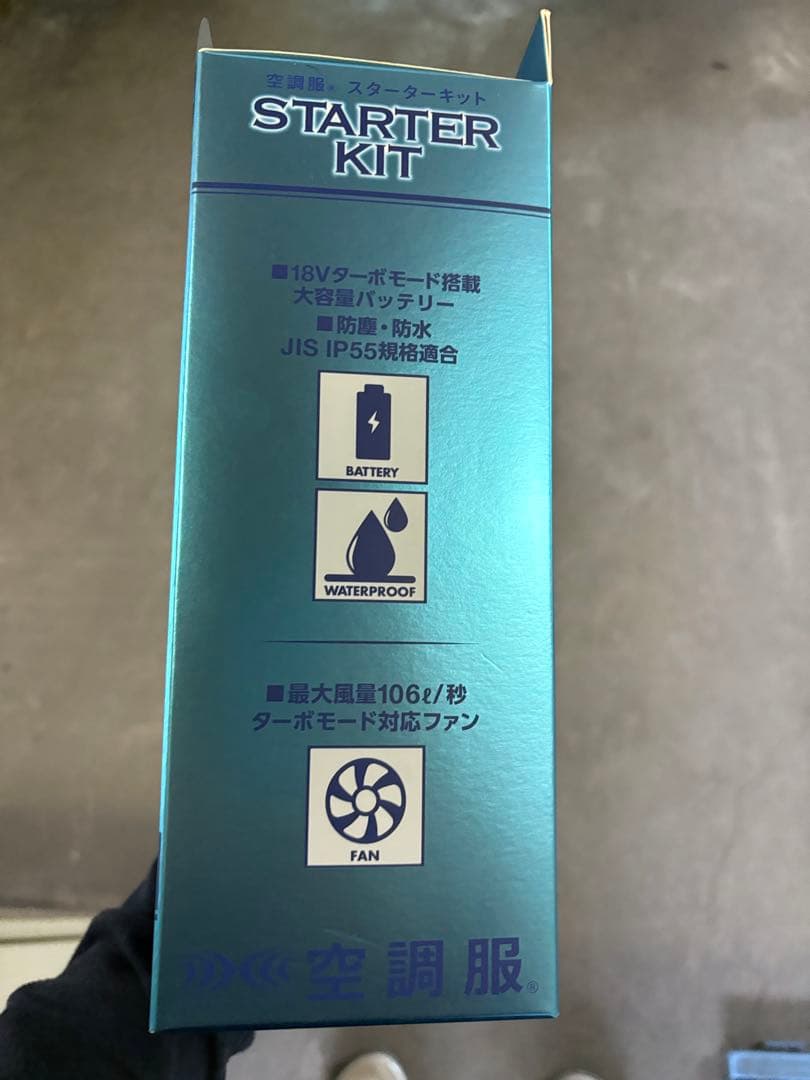 空調服® スターターキット
STARTER
KIT
■18Vターボモード搭載
大容量バッテリー
■防塵・防水
JIS IP55規格適合
BATTERY
WATERPROOF
■最大風量106ℓ/秒
ターボモード対応ファン
FAN
空調服®